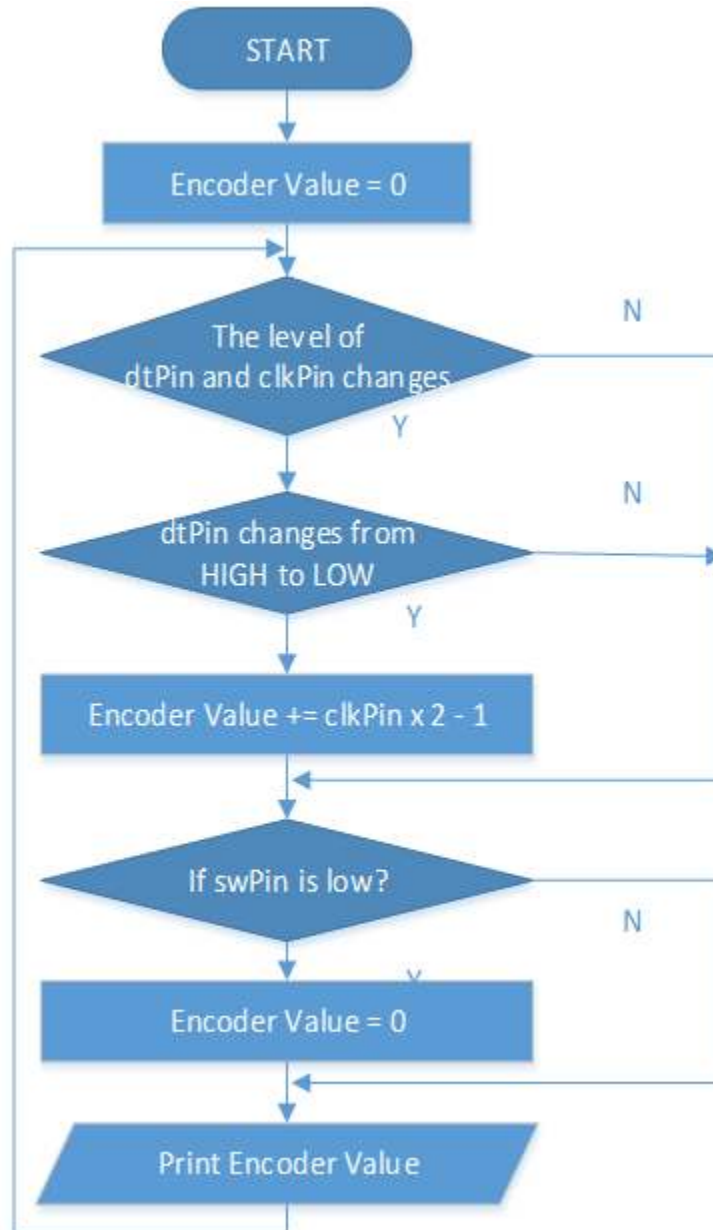 START
Encoder Value = 0
N
The level of
dtPin and clkPin changes
Y
N
dtPin changes from
HIGH to LOW
Y
Encoder Value += clkPin x 2 - 1
If swPin is low?
N
Y
Encoder Value = 0
Print Encoder Value